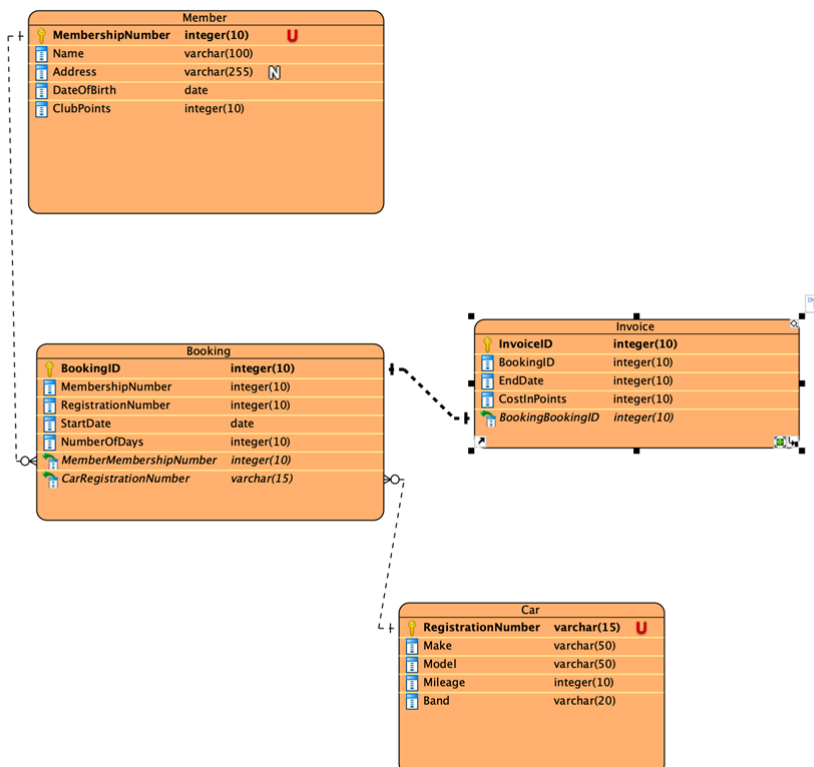 Member
MembershipNumber integer(10) U
Name varchar(100)
Address varchar(255) N
DateOfBirth date
ClubPoints integer(10)
Booking
BookingID integer(10)
MembershipNumber integer(10)
RegistrationNumber integer(10)
StartDate date
NumberOfDays integer(10)
MemberMembershipNumber integer(10)
CarRegistrationNumber varchar(15)
Invoice
InvoiceID integer(10)
BookingID integer(10)
EndDate integer(10)
CostInPoints integer(10)
BookingBookingID integer(10)
Car
RegistrationNumber varchar(15) U
Make varchar(50)
Model varchar(50)
Mileage integer(10)
Band varchar(20)